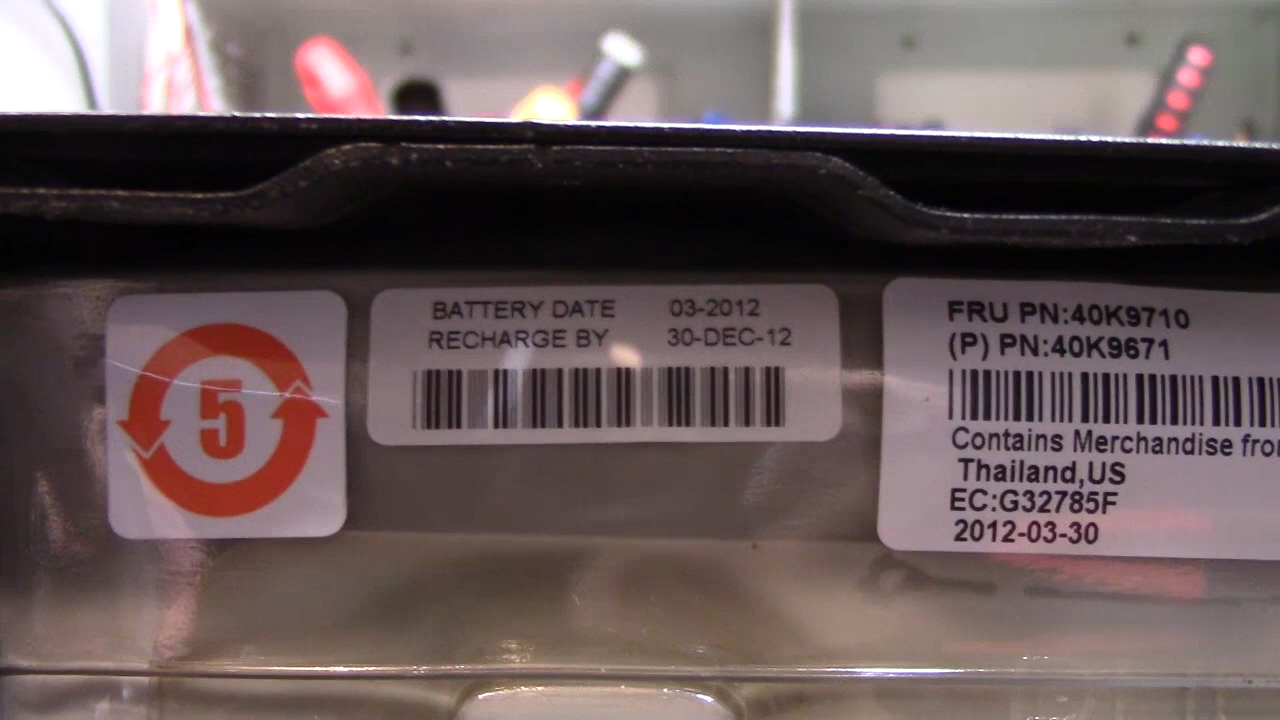 5
BATTERY DATE 03-2012
RECHARGE BY 30-DEC-12
FRU PN:40K9710
(P) PN:40K9671
Contains Merchandise from
Thailand,US
EC:G32785F
2012-03-30